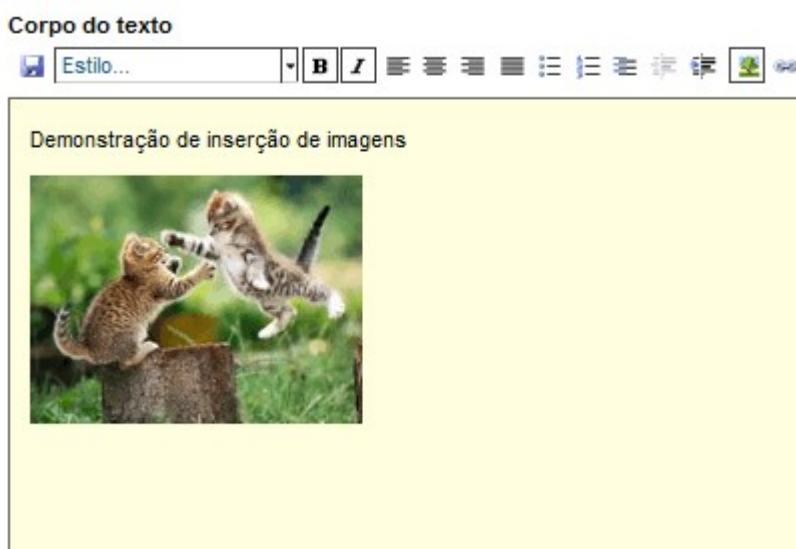 Corpo do texto
Estilo... B I
Demonstração de inserção de imagens